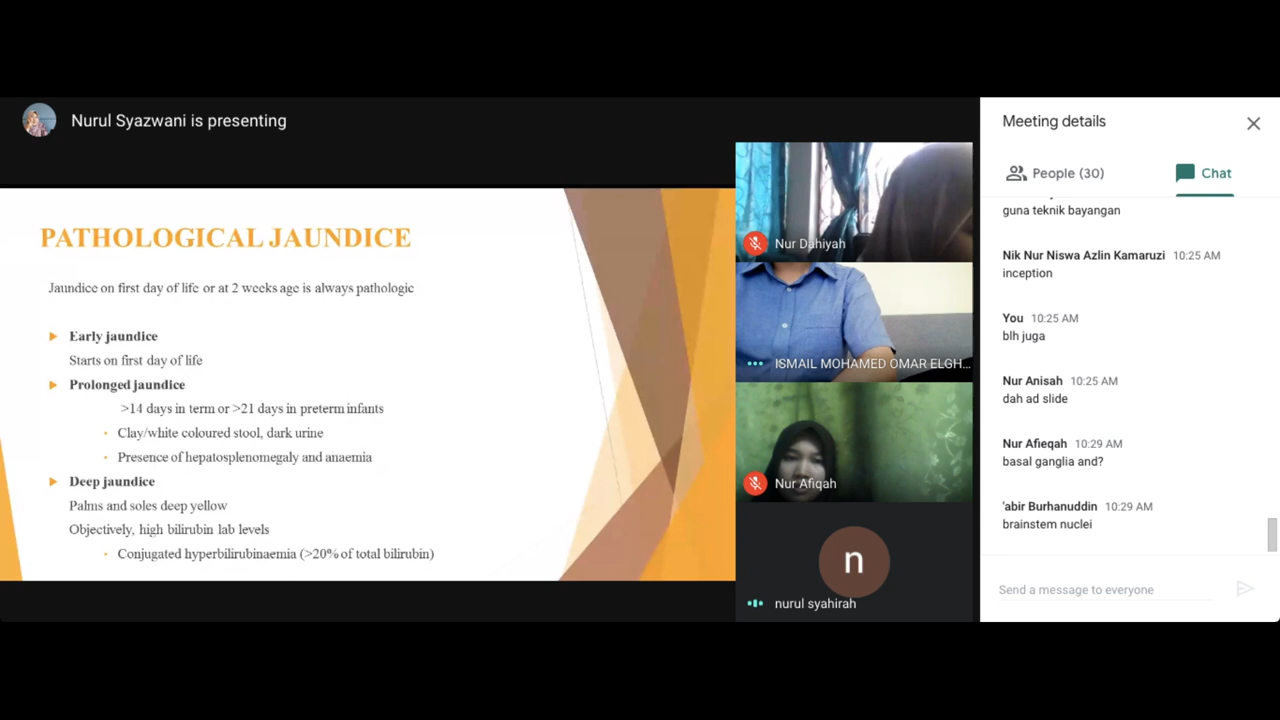 Nurul Syazwani is presenting
PATHOLOGICAL JAUNDICE
Jaundice on first day of life or at 2 weeks age is always pathologic
Early jaundice
Starts on first day of life
Prolonged jaundice
>14 days in term or >21 days in preterm infants
Clay/white coloured stool, dark urine
Presence of hepatosplenomegaly and anaemia
Deep jaundice
Palms and soles deep yellow
Objectively, high bilirubin lab levels
Conjugated hyperbilirubinaemia (>20% of total bilirubin)
Nur Dahiyah
ISMAIL MOHAMED OMAR ELGH...
Nur Afiqah
n
nurul syahirah
Meeting details
People (30)
Chat
guna teknik bayangan
Nik Nur Niswa Azlin Kamaruzi 10:25 AM
inception
You 10:25 AM
blh juga
Nur Anisah 10:25 AM
dah ad slide
Nur Afieqah 10:29 AM
basal ganglia and?
'abir Burhanuddin 10:29 AM
brainstem nuclei
Send a message to everyone